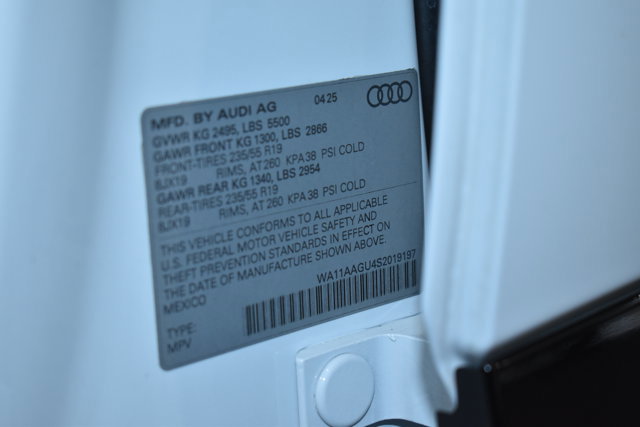 MFD. BY AUDI AG 04 25
GVWR KG 2495, LBS 5500
GAWR FRONT KG 1300, LBS 2866
FRONT-TIRES 235/55 R19
8JX19 RIMS, AT 260 KPA 38 PSI COLD
GAWR REAR KG 1340, LBS 2954
REAR-TIRES 235/55 R19
8JX19 RIMS, AT 260 KPA 38 PSI COLD
THIS VEHICLE CONFORMS TO ALL APPLICABLE
U.S. FEDERAL MOTOR VEHICLE SAFETY AND
THEFT PREVENTION STANDARDS IN EFFECT ON
THE DATE OF MANUFACTURE SHOWN ABOVE.
MEXICO
WA11AAGU4S2019197
TYPE:
MPV